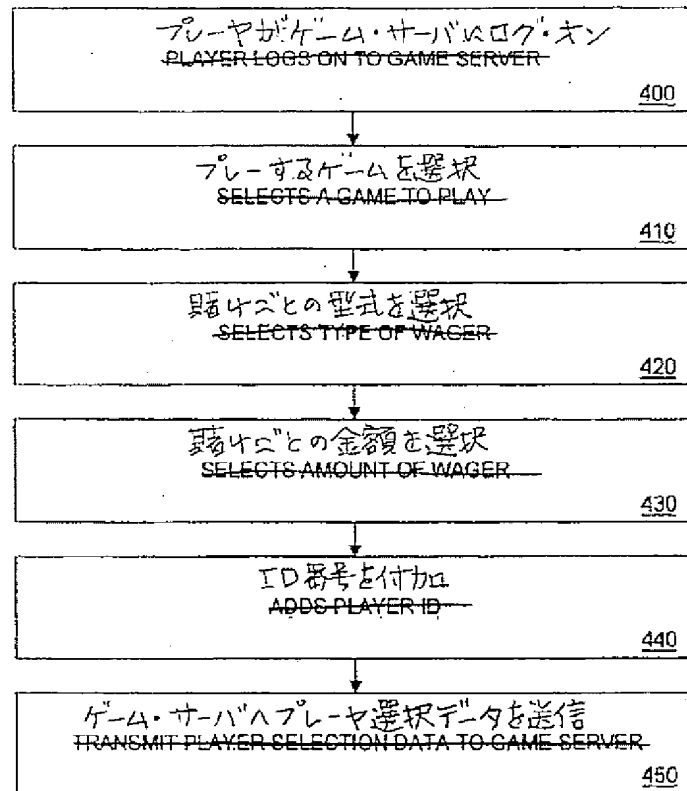 プレーヤがゲーム・サーバにログ・オン
PLAYER LOGS ON TO GAME SERVER
400
プレーするゲームを選択
SELECTS A GAME TO PLAY
410
賭けごとの型式を選択
SELECTS TYPE OF WAGER
420
賭けごとの金額を選択
SELECTS AMOUNT OF WAGER
430
ID番号を付加
ADDS PLAYER ID
440
ゲーム・サーバへプレーヤ選択データを送信
TRANSMIT PLAYER SELECTION DATA TO GAME SERVER
450